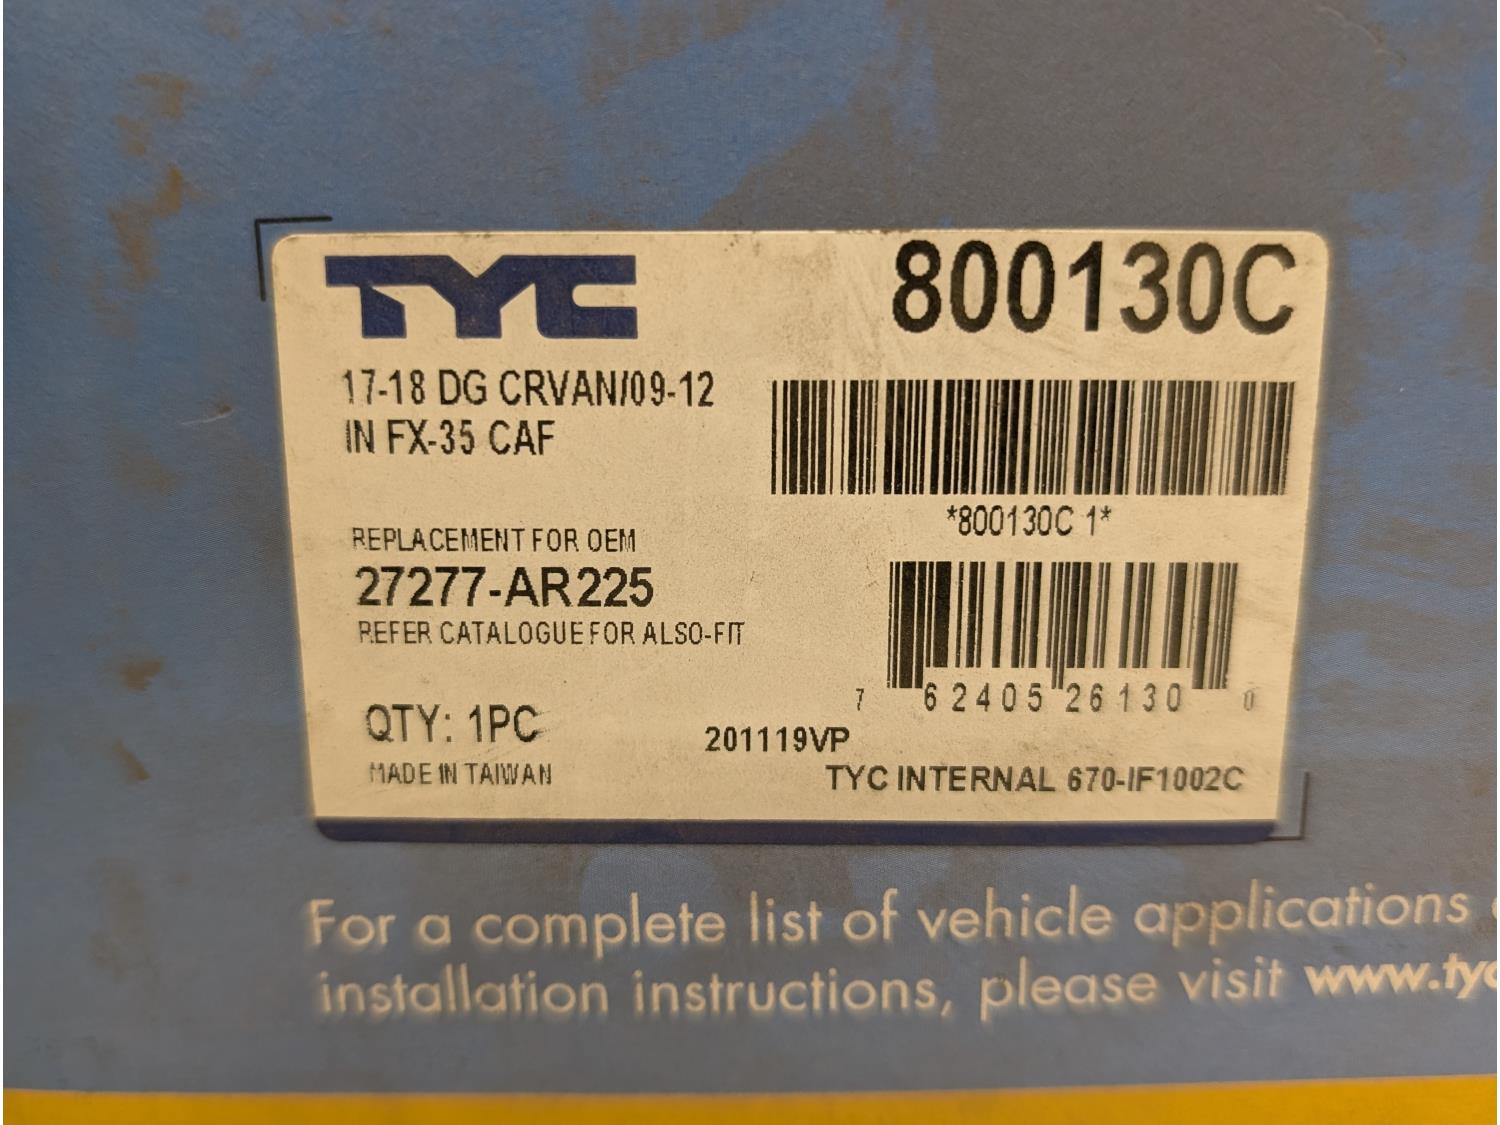 TYC
800130C
17-18 DG CRVAN/09-12
IN FX-35 CAF
*800130C 1*
REPLACEMENT FOR OEM
27277-AR225
REFER CATALOGUE FOR ALSO-FIT
7 62405 26130 0
QTY: 1PC
201119VP
MADE IN TAIWAN
TYC INTERNAL 670-IF1002C
For a complete list of vehicle applications
installation instructions, please visit www.tyc